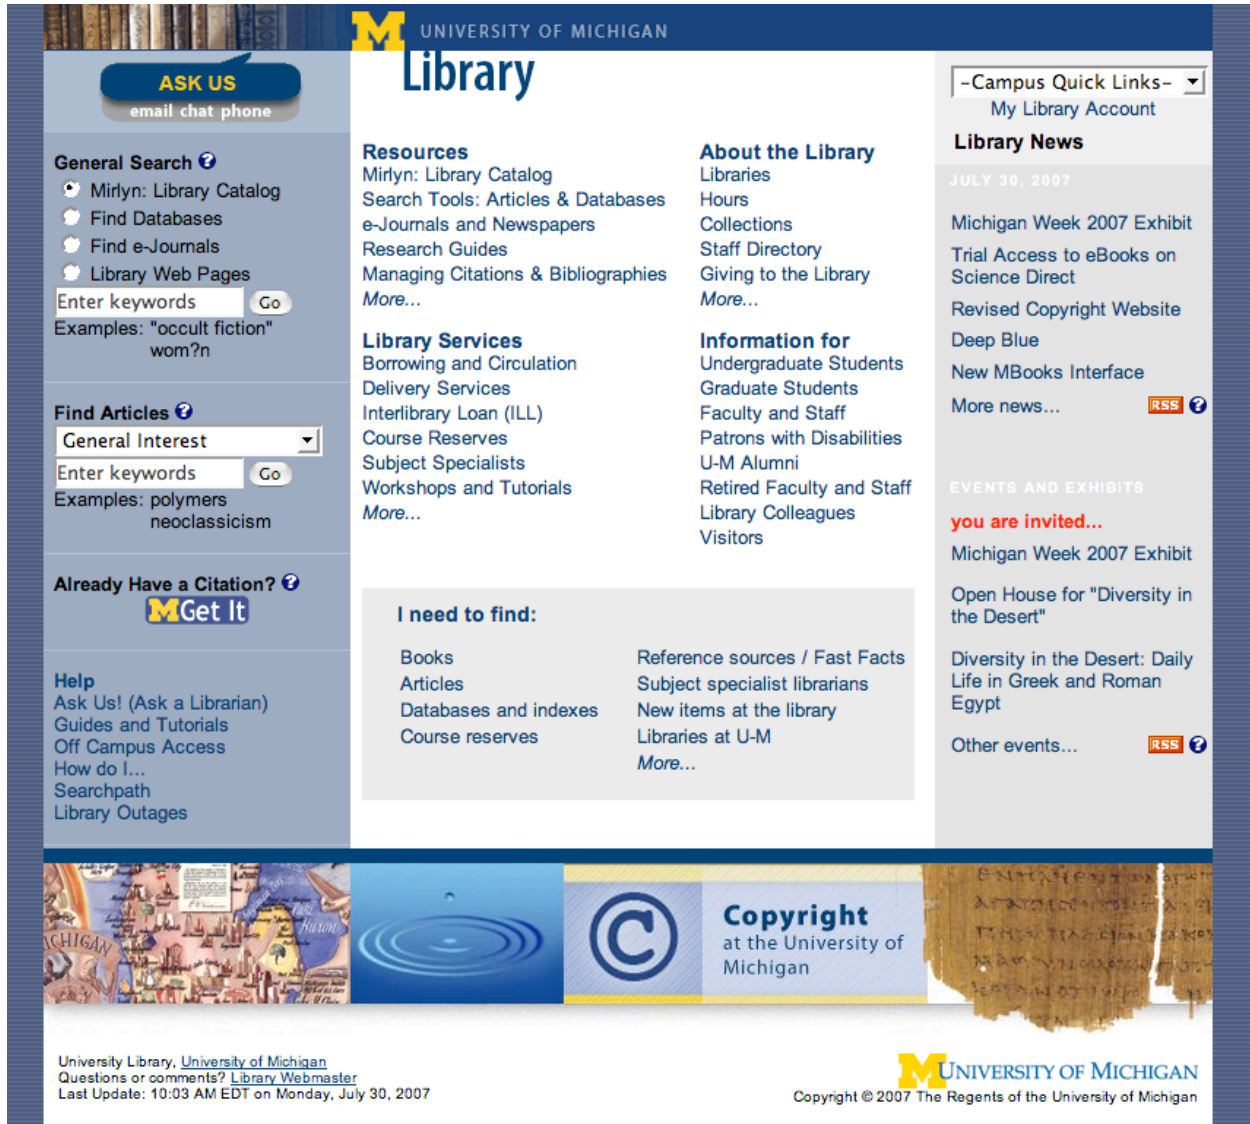 M UNIVERSITY OF MICHIGAN
Library
ASK US
email chat phone
General Search ?
Mirlyn: Library Catalog
Find Databases
Find e-Journals
Library Web Pages
Enter keywords Go
Examples: "occult fiction"
wom?n
Find Articles ?
General Interest
Enter keywords Go
Examples: polymers
neoclassicism
Already Have a Citation? ?
MGet It
Help
Ask Us! (Ask a Librarian)
Guides and Tutorials
Off Campus Access
How do I...
Searchpath
Library Outages
Resources
Mirlyn: Library Catalog
Search Tools: Articles & Databases
e-Journals and Newspapers
Research Guides
Managing Citations & Bibliographies
More...
About the Library
Libraries
Hours
Collections
Staff Directory
Giving to the Library
More...
Library Services
Borrowing and Circulation
Delivery Services
Interlibrary Loan (ILL)
Course Reserves
Subject Specialists
Workshops and Tutorials
More...
Information for
Undergraduate Students
Graduate Students
Faculty and Staff
Patrons with Disabilities
U-M Alumni
Retired Faculty and Staff
Library Colleagues
Visitors
I need to find:
Books
Articles
Databases and indexes
Course reserves
Reference sources / Fast Facts
Subject specialist librarians
New items at the library
Libraries at U-M
More...
-Campus Quick Links-
My Library Account
Library News
JULY 30, 2007
Michigan Week 2007 Exhibit
Trial Access to eBooks on
Science Direct
Revised Copyright Website
Deep Blue
New MBooks Interface
More news... RSS ?
EVENTS AND EXHIBITS
you are invited...
Michigan Week 2007 Exhibit
Open House for "Diversity in
the Desert"
Diversity in the Desert: Daily
Life in Greek and Roman
Egypt
Other events... RSS ?
Huron
©
Copyright
at the University of
Michigan
University Library, University of Michigan
Questions or comments? Library Webmaster
Last Update: 10:03 AM EDT on Monday, July 30, 2007
M UNIVERSITY OF MICHIGAN
Copyright © 2007 The Regents of the University of Michigan